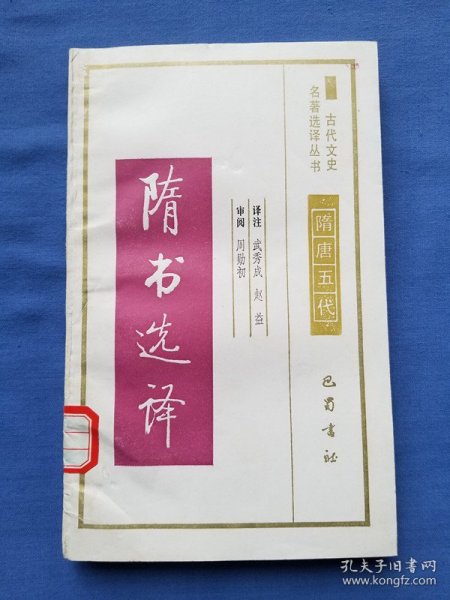 古代文史
名著选译丛书
隋唐五代
巴蜀书社
译注 武秀成 赵益
审阅 周勋初
隋书选译
孔夫子旧书网
www.kongfz.com